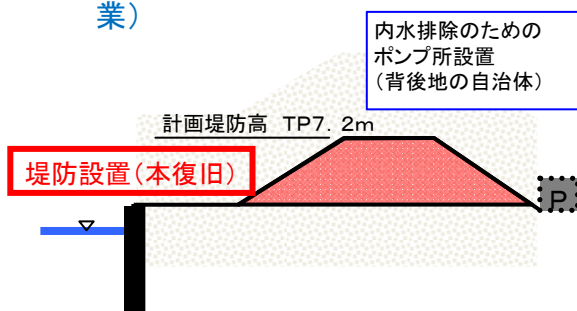 業）
内水排除のための
ポンプ所設置
（背後地の自治体）
計画堤防高 TP7．2m
堤防設置（本復旧）
P